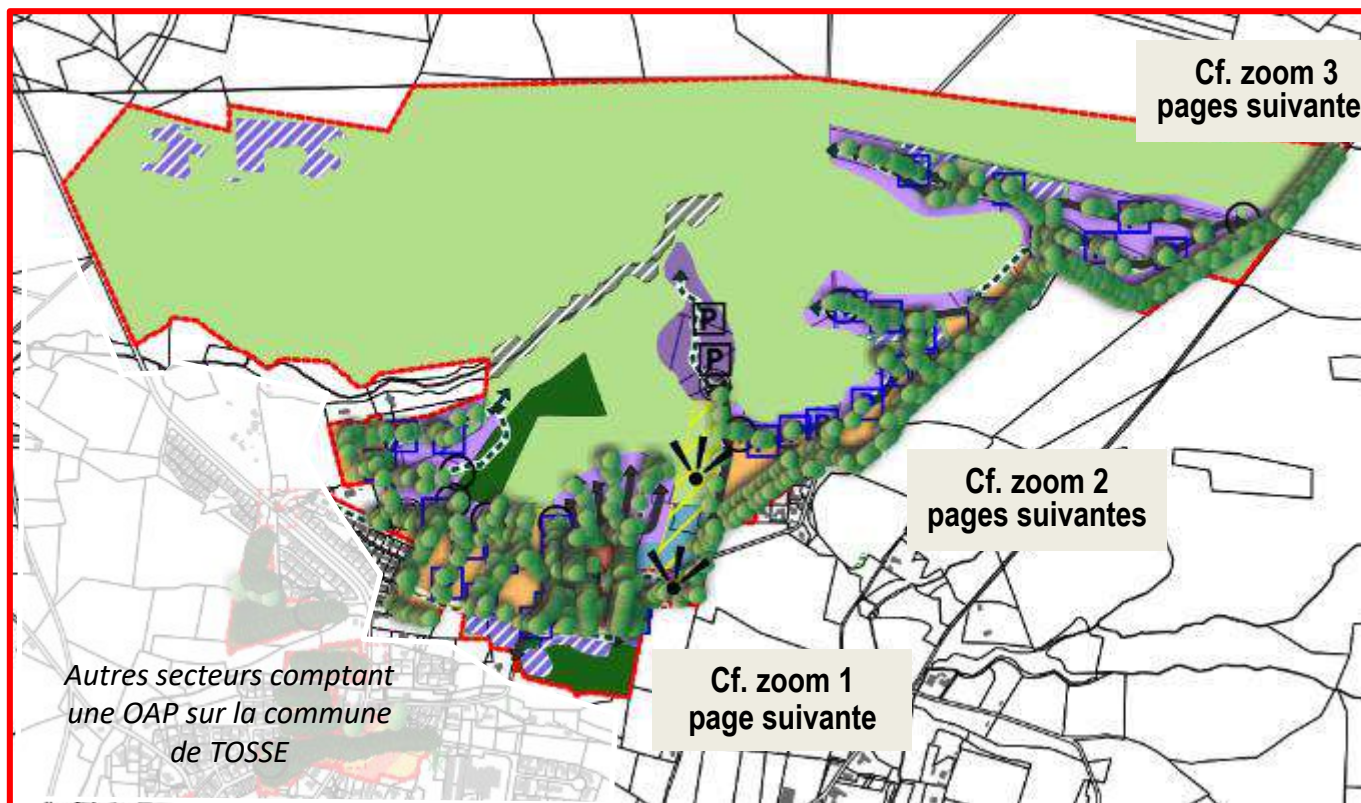 Cf. zoom 3
pages suivante
P
P
Cf. zoom 2
pages suivantes
Autres secteurs comptant
une OAP sur la commune
de TOSSE
Cf. zoom 1
page suivante